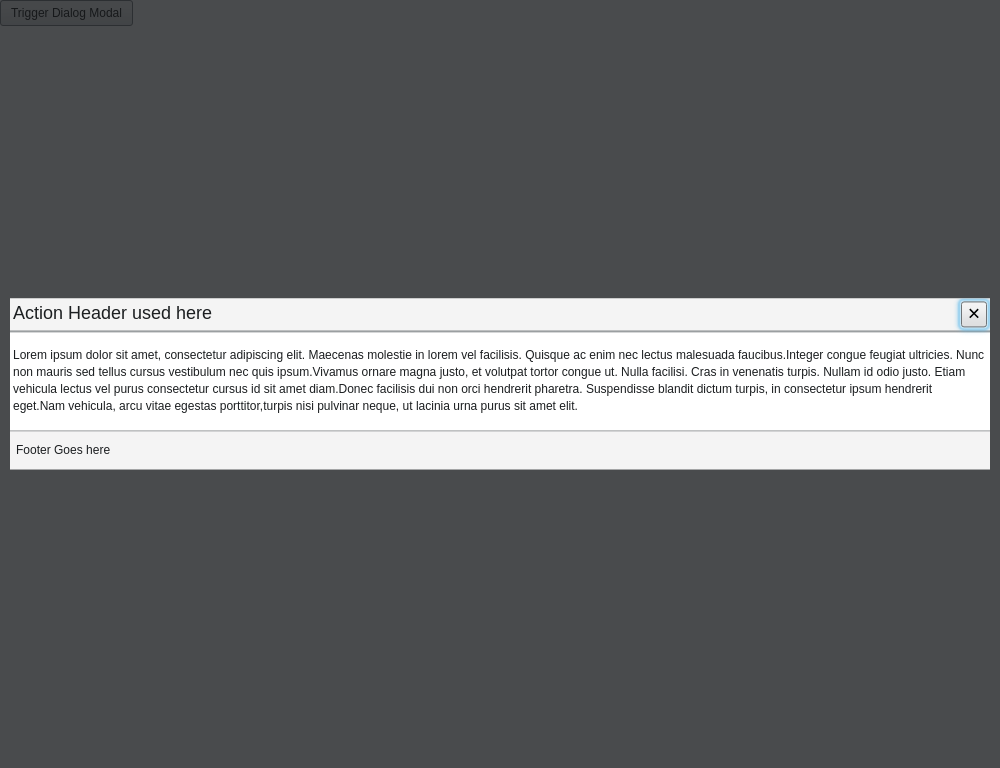 Trigger Dialog Modal
Action Header used here
Lorem ipsum dolor sit amet, consectetur adipiscing elit. Maecenas molestie in lorem vel facilisis. Quisque ac enim nec lectus malesuada faucibus.Integer congue feugiat ultricies. Nunc
non mauris sed tellus cursus vestibulum nec quis ipsum.Vivamus ornare magna justo, et volutpat tortor congue ut. Nulla facilisi. Cras in venenatis turpis. Nullam id odio justo. Etiam
vehicula lectus vel purus consectetur cursus id sit amet diam.Donec facilisis dui non orci hendrerit pharetra. Suspendisse blandit dictum turpis, in consectetur ipsum hendrerit
eget.Nam vehicula, arcu vitae egestas porttitor,turpis nisi pulvinar neque, ut lacinia urna purus sit amet elit.
Footer Goes here